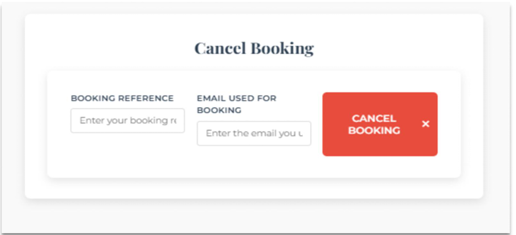 Cancel Booking
BOOKING REFERENCE
Enter your booking re
EMAIL USED FOR
BOOKING
Enter the email you u
CANCEL
BOOKING
×